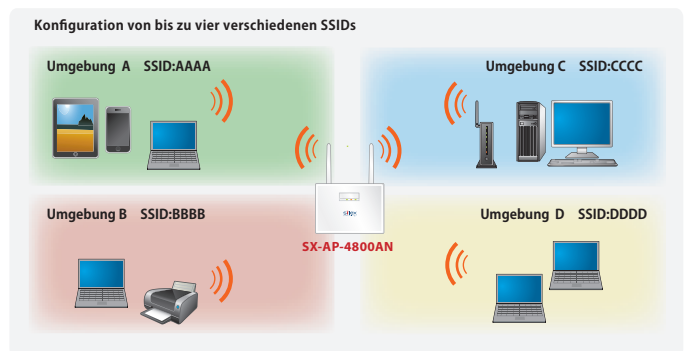 Konfiguration von bis zu vier verschiedenen SSIDs
Umgebung A SSID:AAAA
Umgebung C SSID:CCCC
silex
SX-AP-4800AN
Umgebung B SSID:BBBB
Umgebung D SSID:DDDD